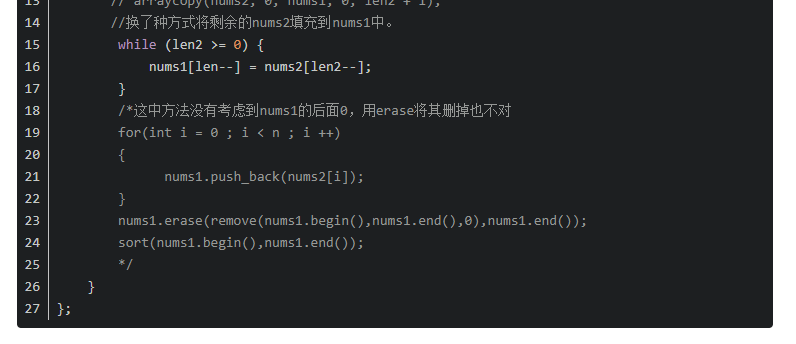 13 // arraycopy(nums2, 0, nums1, 0, len2 + 1);
14 //换了种方式将剩余的nums2填充到nums1中。
15 while (len2 >= 0) {
16 nums1[len--] = nums2[len2--];
17 }
18 /*这中方法没有考虑到nums1的后面0，用erase将其删掉也不对
19 for(int i = 0 ; i < n ; i ++)
20 {
21 nums1.push_back(nums2[i]);
22 }
23 nums1.erase(remove(nums1.begin(),nums1.end(),0),nums1.end());
24 sort(nums1.begin(),nums1.end());
25 */
26 }
27 };